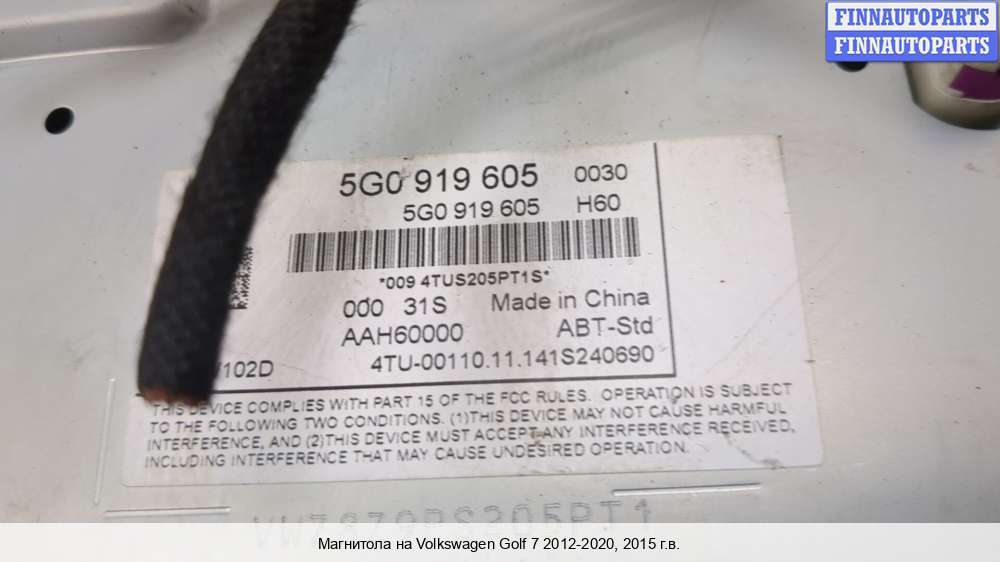 FINNAUTOPARTS
FINNAUTOPARTS
5G0 919 605 0030
5G0 919 605 H60
*009 4TUS205PT1S*
000 31S Made in China
AAH60000 ABT-Std
102D 4TU-00110.11.141S240690
THIS DEVICE COMPLIES WITH PART 15 OF THE FCC RULES. OPERATION IS SUBJECT
TO THE FOLLOWING TWO CONDITIONS. (1)THIS DEVICE MAY NOT CAUSE HARMFUL
INTERFERENCE, AND (2)THIS DEVICE MUST ACCEPT ANY INTERFERENCE RECEIVED,
INCLUDING INTERFERENCE THAT MAY CAUSE UNDESIRED OPERATION.
Магнитола на Volkswagen Golf 7 2012-2020, 2015 г.в.